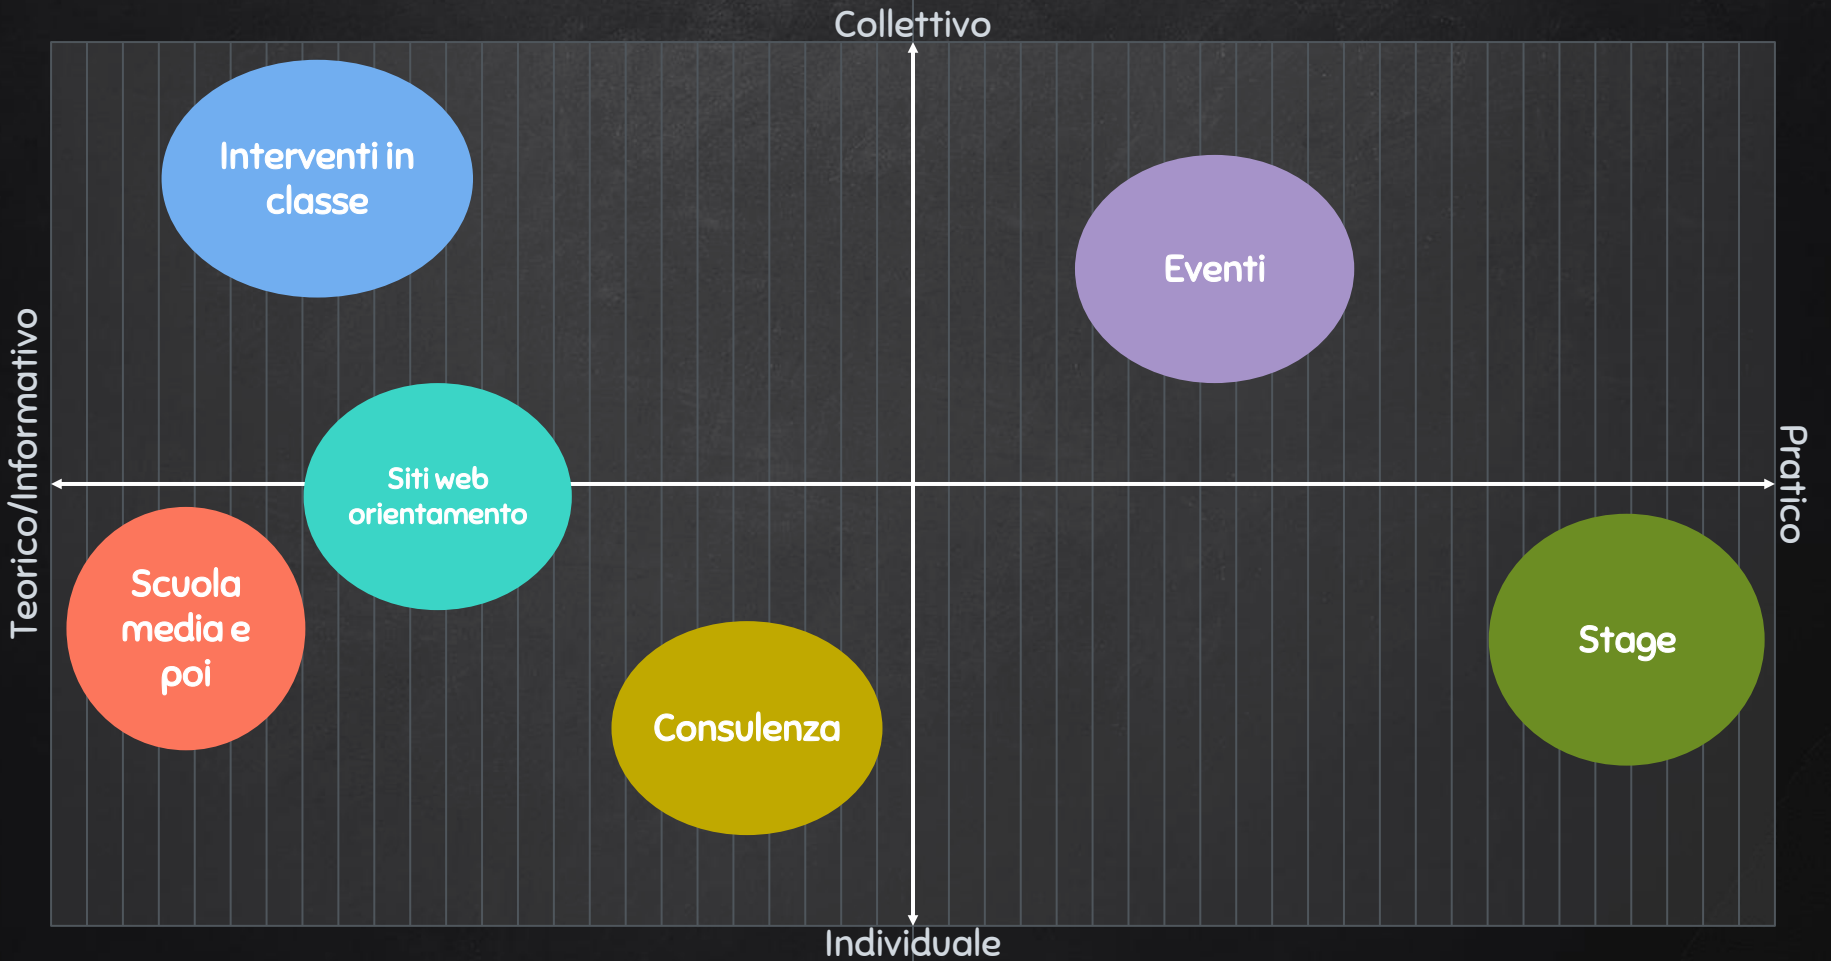 Collettivo
Interventi in
classe
Eventi
Teorico/Informativo
Siti web
orientamento
Pratico
Scuola
media e
poi
Stage
Consulenza
Individuale